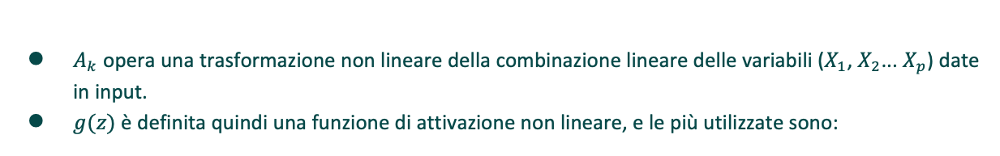 ● A_k opera una trasformazione non lineare della combinazione lineare delle variabili (X_1, X_2... X_p) date
in input.
● g(z) è definita quindi una funzione di attivazione non lineare, e le più utilizzate sono: